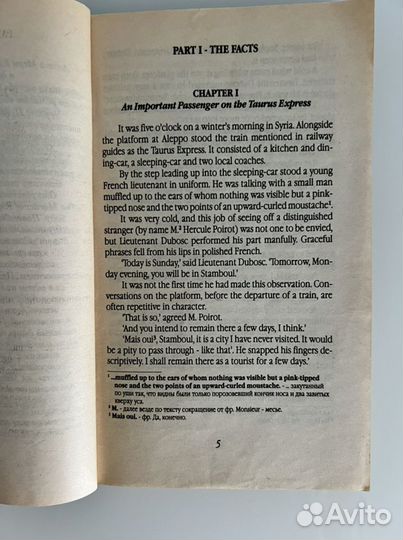 PART I - THE FACTS
CHAPTER I
An Important Passenger on the Taurus Express
It was five o'clock on a winter's morning in Syria. Alongside
the platform at Aleppo stood the train mentioned in railway
guides as the Taurus Express. It consisted of a kitchen and din-
ing-car, a sleeping-car and two local coaches.
By the step leading up into the sleeping-car stood a young
French lieutenant in uniform. He was talking with a small man
muffled up to the ears of whom nothing was visible but a pink-
tipped nose and the two points of an upward-curled moustache¹.
It was very cold, and this job of seeing off a distinguished
stranger (by name M.² Hercule Poirot) was not one to be envied,
but Lieutenant Dubosc performed his part manfully. Graceful
phrases fell from his lips in polished French.
'Today is Sunday,' said Lieutenant Dubosc. 'Tomorrow, Mon-
day evening, you will be in Stamboul.'
It was not the first time he had made this observation. Con-
versations on the platform, before the departure of a train, are
often repetitive in character.
'That is so,' agreed M. Poirot.
'And you intend to remain there a few days, I think.'
'Mais oui³, Stamboul, it is a city I have never visited. It would
be a pity to pass through - like that'. He snapped his fingers de-
scriptively. I shall remain there as a tourist for a few days.'
¹ ...muffled up to the ears of whom nothing was visible but a pink-tipped
nose and the two points of an upward-curled moustache. - .. закутанный
по уши так, что видны были только порозовевший кончик носа и два завитых
кверху уса.
² M. - далее везде по тексту сокращение от фр. Monsieur - месье.
³ Mais oui. - фр. Да, конечно.
5
Avito